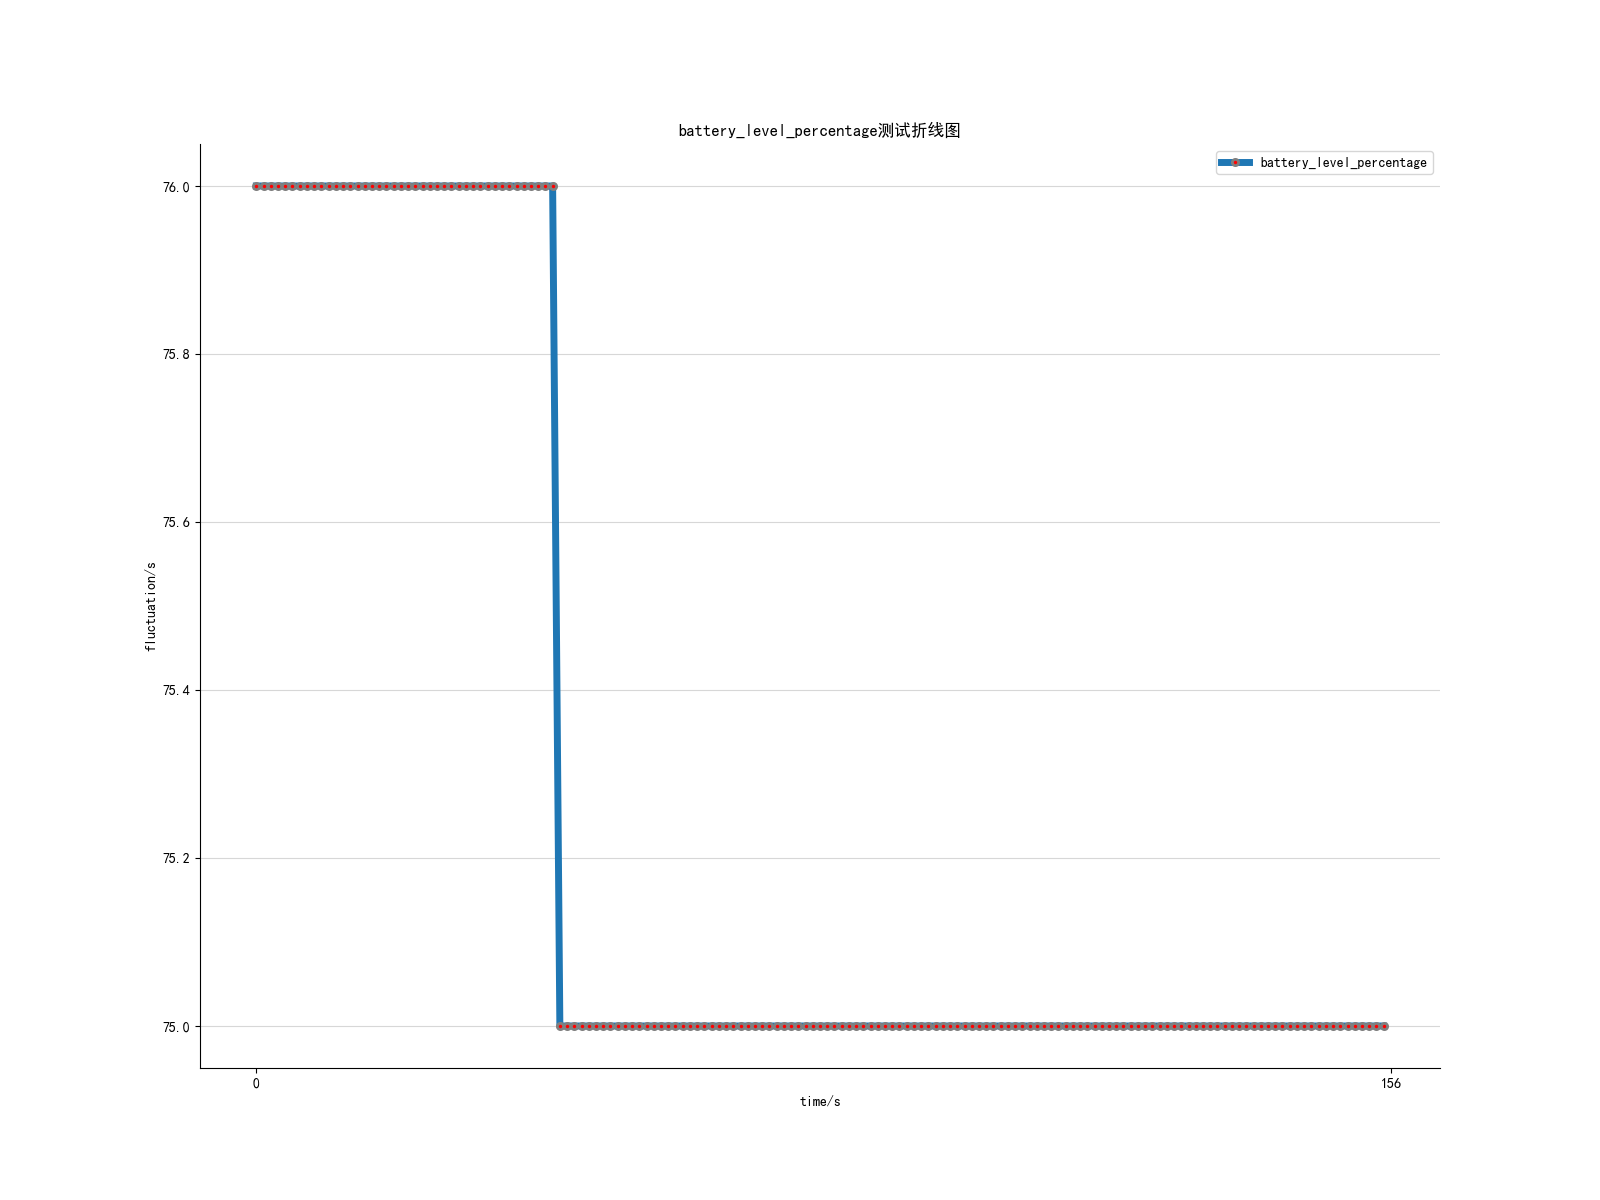 battery_level_percentage测试折线图
battery_level_percentage
76.0
75.8
75.6
75.4
75.2
75.0
fluctuation/s
0
156
time/s